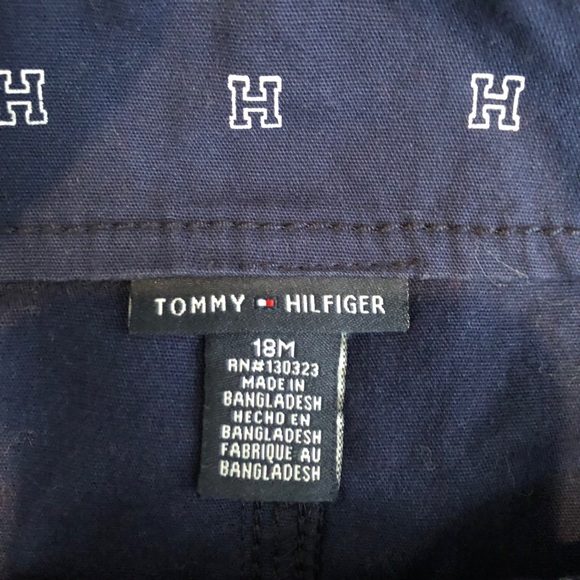 H H H
TOMMY HILFIGER
18M
RN#130323
MADE IN
BANGLADESH
HECHO EN
BANGLADESH
FABRIQUE AU
BANGLADESH